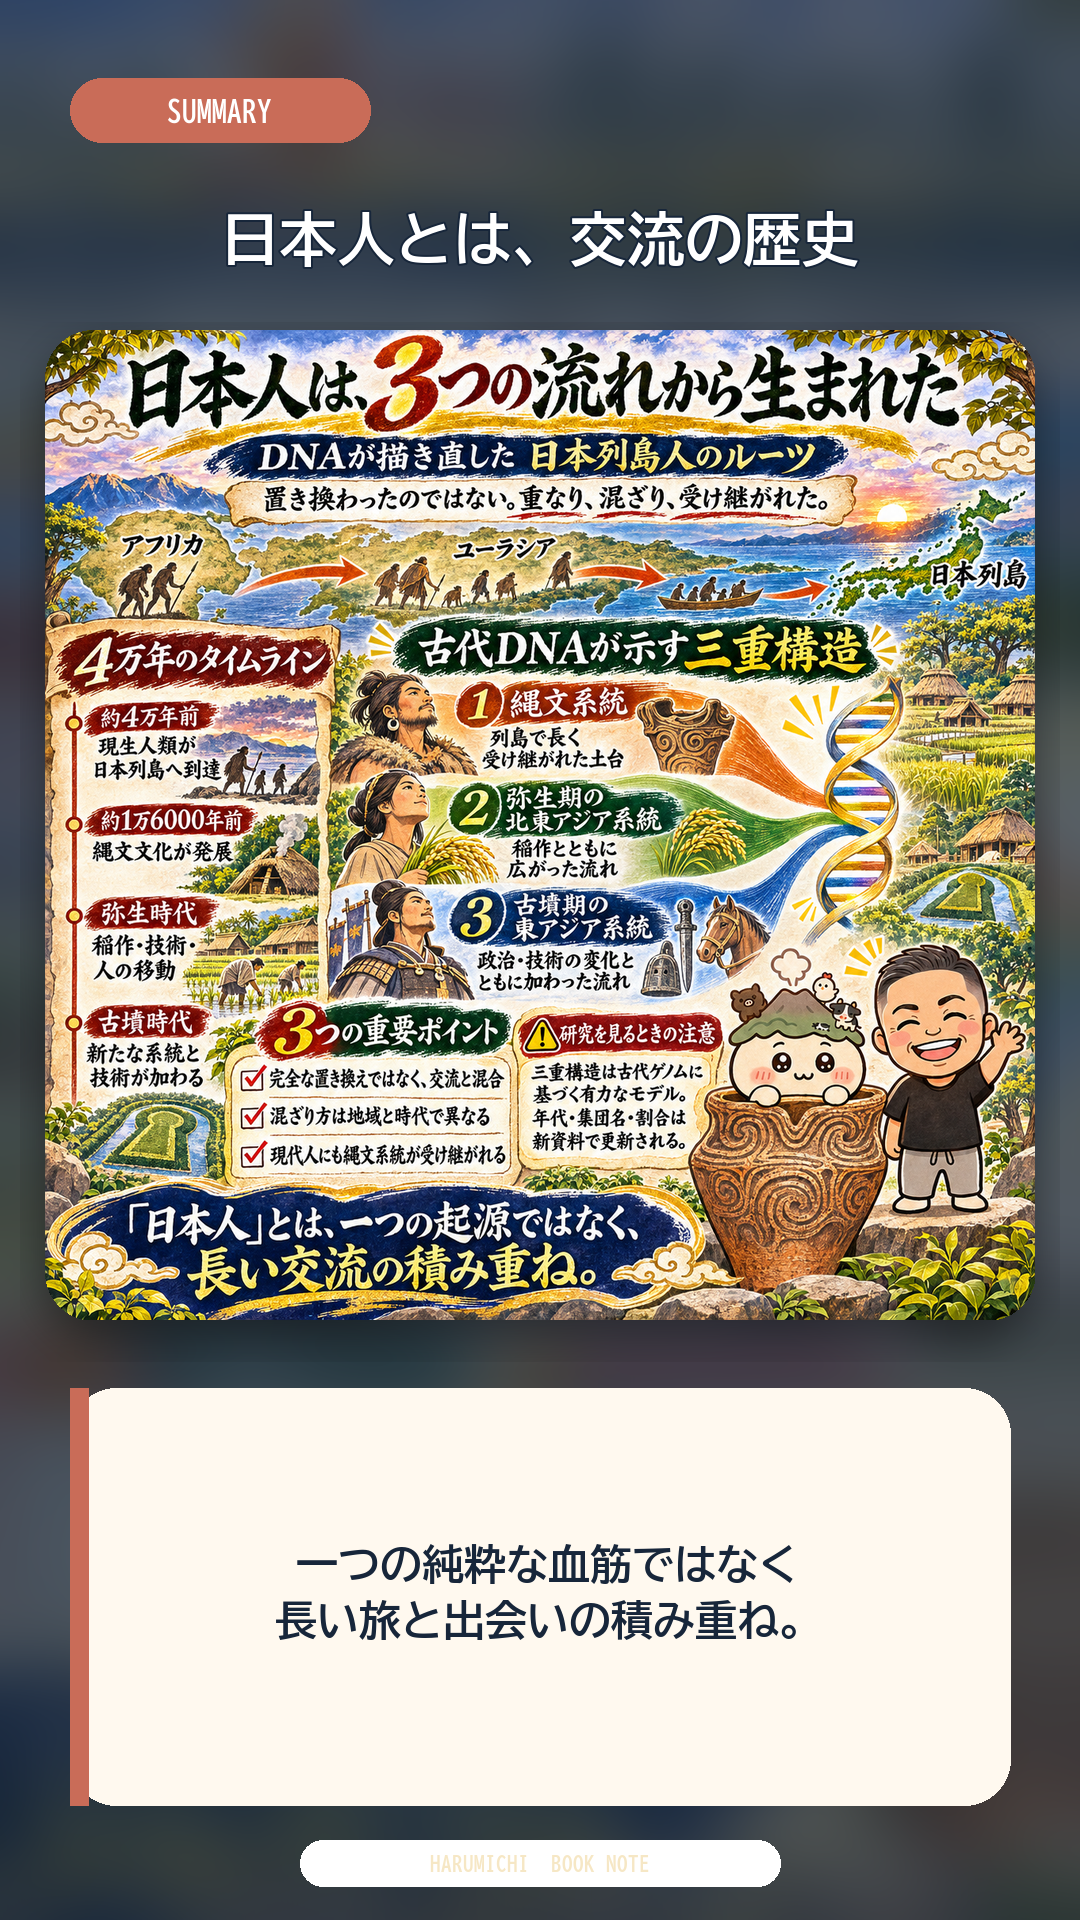 SUMMARY
日本人とは、交流の歴史
日本人は、3つの流れから生まれた
DNAが描き直した 日本列島人のルーツ
置き換わったのではない。重なり、混ざり、受け継がれた。
アフリカ
ユーラシア
日本列島
4万年のタイムライン
約4万年前
現生人類が
日本列島へ到達
約1万6000年前
縄文文化が発展
弥生時代
稲作・技術・
人の移動
古墳時代
新たな系統と
技術が加わる
古代DNAが示す三重構造
1 縄文系統
列島で長く
受け継がれた土台
2 弥生期の
北東アジア系統
稲作とともに
広がった流れ
3 古墳期の
東アジア系統
政治・技術の変化と
ともに加わった流れ
3つの重要ポイント
完全な置き換えではなく、交流と混合
混ざり方は地域と時代で異なる
現代人にも縄文系統が受け継がれる
研究を見るときの注意
三重構造は古代ゲノムに
基づく有力なモデル。
年代・集団名・割合は
新資料で更新される。
「日本人」とは、一つの起源ではなく、
長い交流の積み重ね。
一つの純粋な血筋ではなく
長い旅と出会いの積み重ね。
HARUMICHI BOOK NOTE